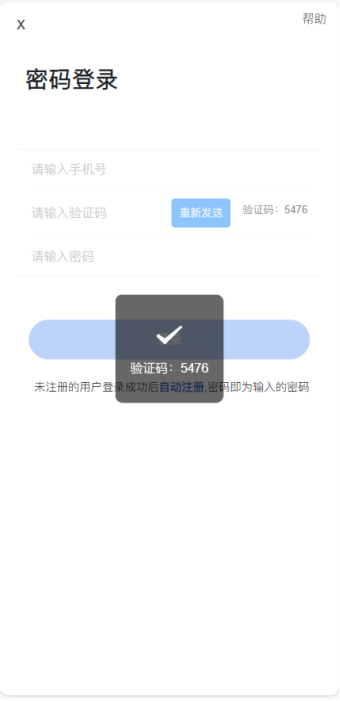 x
帮助
密码登录
请输入手机号
请输入验证码
重新发送
验证码：5476
请输入密码
验证码：5476
未注册的用户登录成功后自动注册,密码即为输入的密码